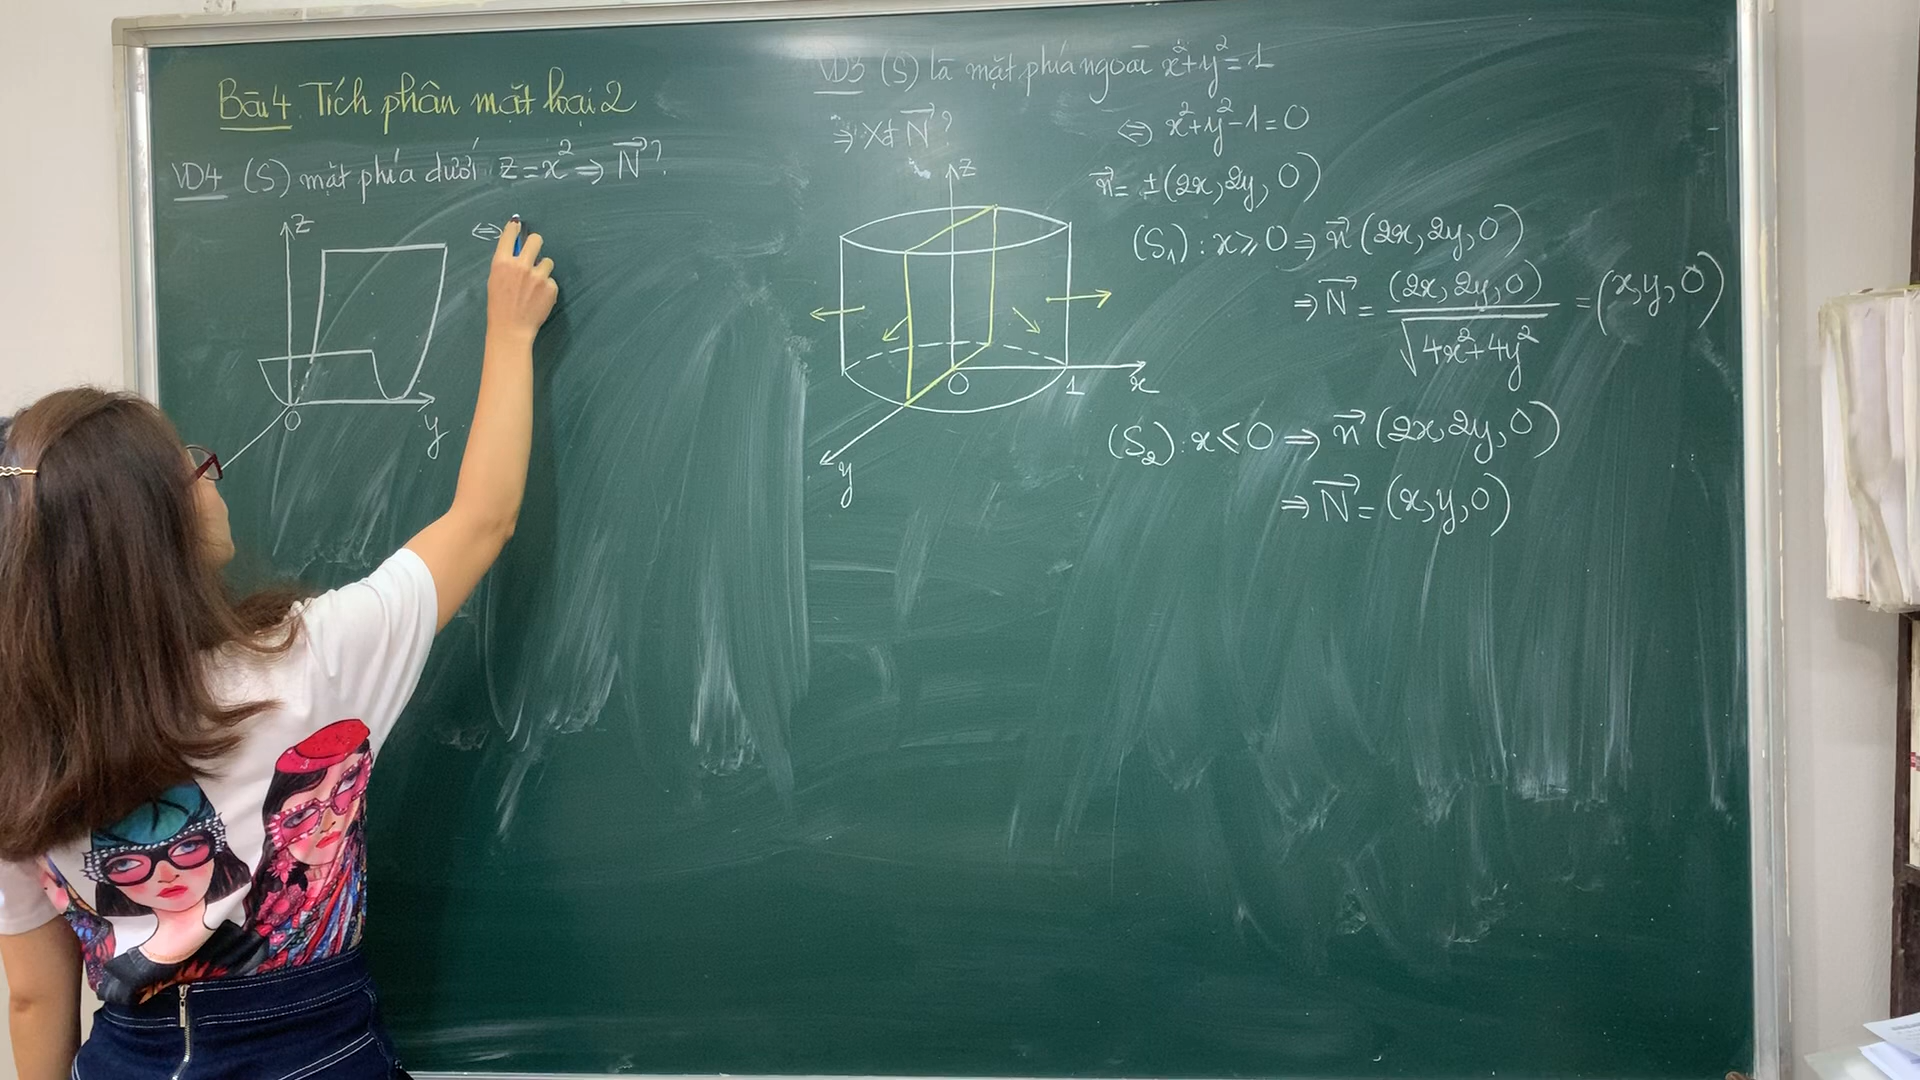 Bài 4. Tích phân mặt loại 2
VD4 (S) mặt phía dưới z = x² ⇒ N⃗ ?
⇔
z
O
y
VD3 (S) là mặt phía ngoài x² + y² = 1
⇒ Xđ N⃗ ?
⇔ x² + y² - 1 = 0
n⃗ = ±(2x, 2y, 0)
(S₁) : x ⩾ 0 ⇒ n⃗ (2x, 2y, 0)
⇒ N⃗ = (2x, 2y, 0) / √(4x² + 4y²) = (x, y, 0)
z
O
1
x
y
(S₂) : x ⩽ 0 ⇒ n⃗ (2x, 2y, 0)
⇒ N⃗ = (x, y, 0)